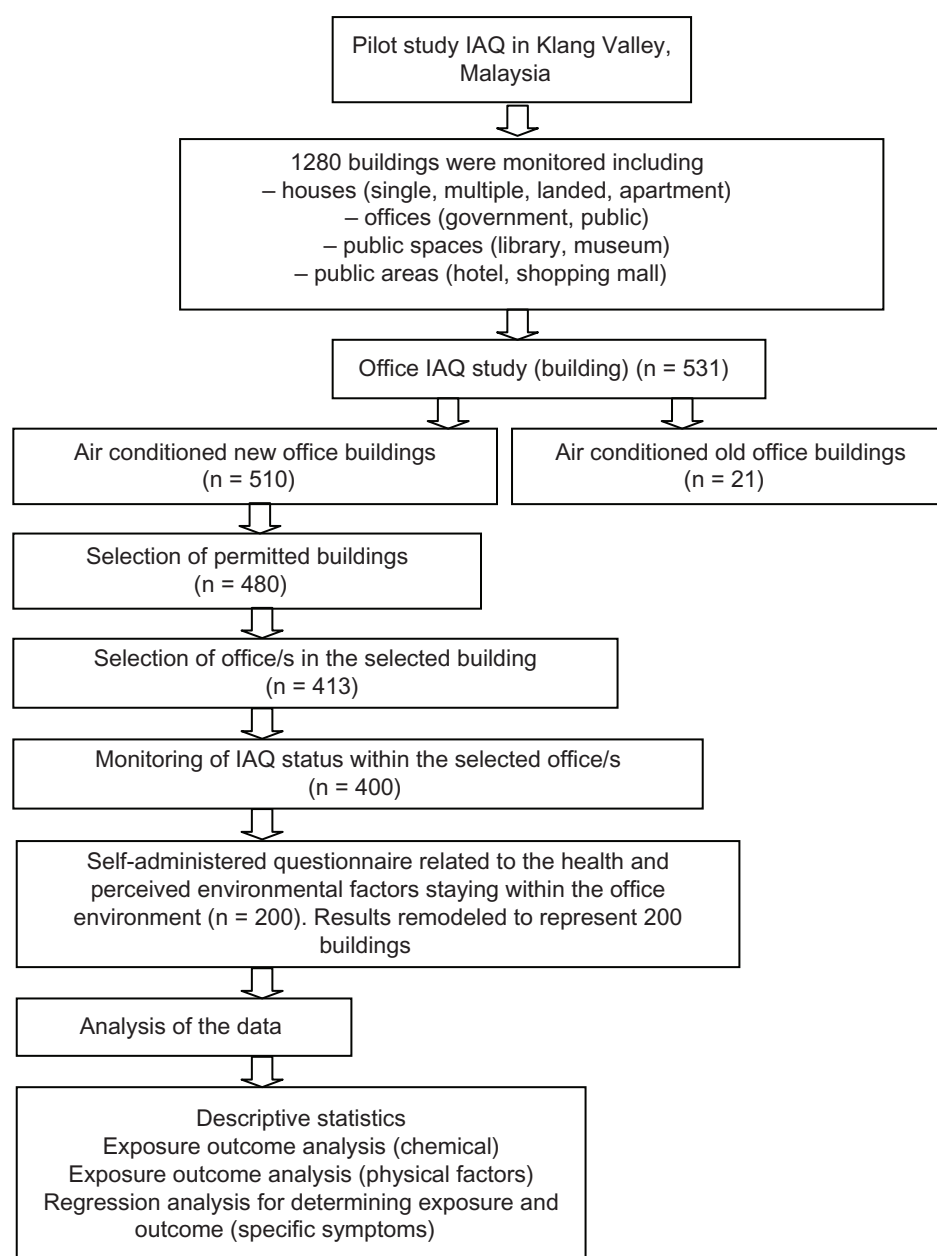 Pilot study IAQ in Klang Valley,
Malaysia
1280 buildings were monitored including
– houses (single, multiple, landed, apartment)
– offices (government, public)
– public spaces (library, museum)
– public areas (hotel, shopping mall)
Office IAQ study (building) (n = 531)
Air conditioned new office buildings
(n = 510)
Air conditioned old office buildings
(n = 21)
Selection of permitted buildings
(n = 480)
Selection of office/s in the selected building
(n = 413)
Monitoring of IAQ status within the selected office/s
(n = 400)
Self-administered questionnaire related to the health and
perceived environmental factors staying within the office
environment (n = 200). Results remodeled to represent 200
buildings
Analysis of the data
Descriptive statistics
Exposure outcome analysis (chemical)
Exposure outcome analysis (physical factors)
Regression analysis for determining exposure and
outcome (specific symptoms)